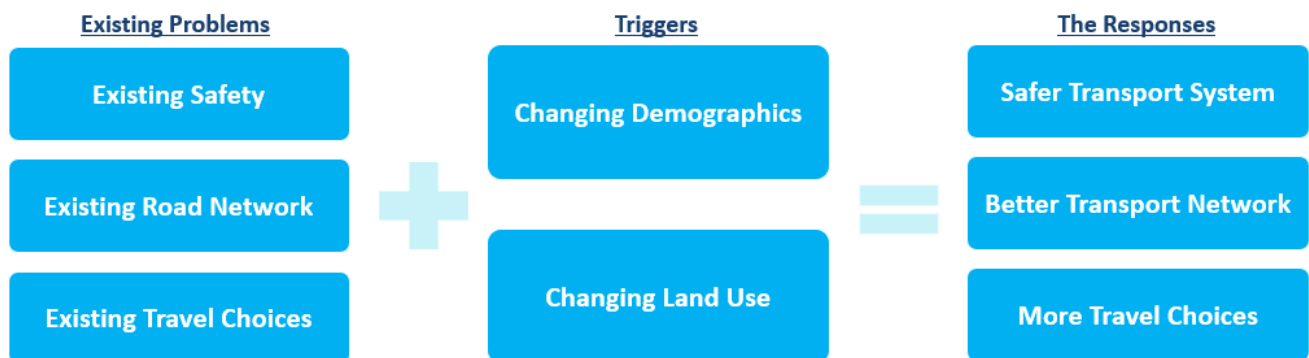 Existing Problems
Existing Safety
Existing Road Network
Existing Travel Choices
Triggers
Changing Demographics
Changing Land Use
The Responses
Safer Transport System
Better Transport Network
More Travel Choices